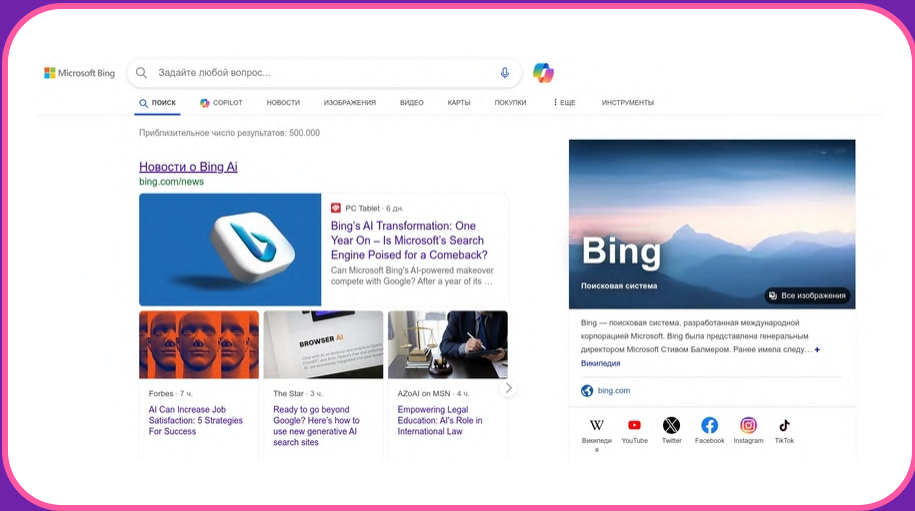 Microsoft Bing
Задайте любой вопрос...
ПОИСК
COPILOT
НОВОСТИ
ИЗОБРАЖЕНИЯ
ВИДЕО
КАРТЫ
ПОКУПКИ
ЕЩЕ
ИНСТРУМЕНТЫ
Приблизительное число результатов: 500.000
Новости о Bing Ai
bing.com/news
PC Tablet · 6 дн.
Bing's AI Transformation: One
Year On – Is Microsoft's Search
Engine Poised for a Comeback?
Can Microsoft Bing's AI-powered makeover
compete with Google? After a year of its ...
BROWSER AI
Forbes · 7 ч.
AI Can Increase Job
Satisfaction: 5 Strategies
For Success
The Star · 3 ч.
Ready to go beyond
Google? Here's how to
use new generative AI
search sites
AZoAI on MSN · 4 ч.
Empowering Legal
Education: AI's Role in
International Law
Bing
Поисковая система
Все изображения
Bing — поисковая система, разработанная международной
корпорацией Microsoft. Bing была представлена генеральным
директором Microsoft Стивом Балмером. Ранее имела следу… +
Википедия
bing.com
W
Википеди
я
YouTube
Twitter
Facebook
Instagram
TikTok